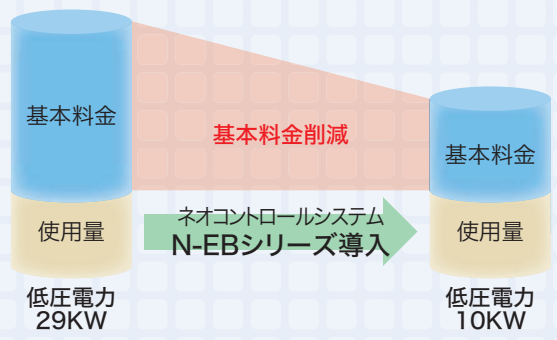 基本料金
基本料金削減
基本料金
使用量
ネオコントロールシステム
N-EBシリーズ導入
使用量
低圧電力
29KW
低圧電力
10KW